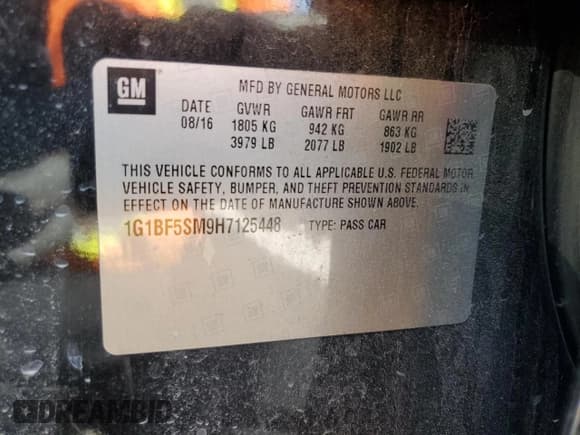 GM
MFD BY GENERAL MOTORS LLC
DATE GVWR GAWR FRT GAWR RR
08/16 1805 KG 942 KG 863 KG
3979 LB 2077 LB 1902 LB
THIS VEHICLE CONFORMS TO ALL APPLICABLE U.S. FEDERAL MOTOR
VEHICLE SAFETY, BUMPER, AND THEFT PREVENTION STANDARDS IN
EFFECT ON THE DATE OF MANUFACTURE SHOWN ABOVE.
1G1BF5SM9H7125448 TYPE: PASS CAR
DREAMBID